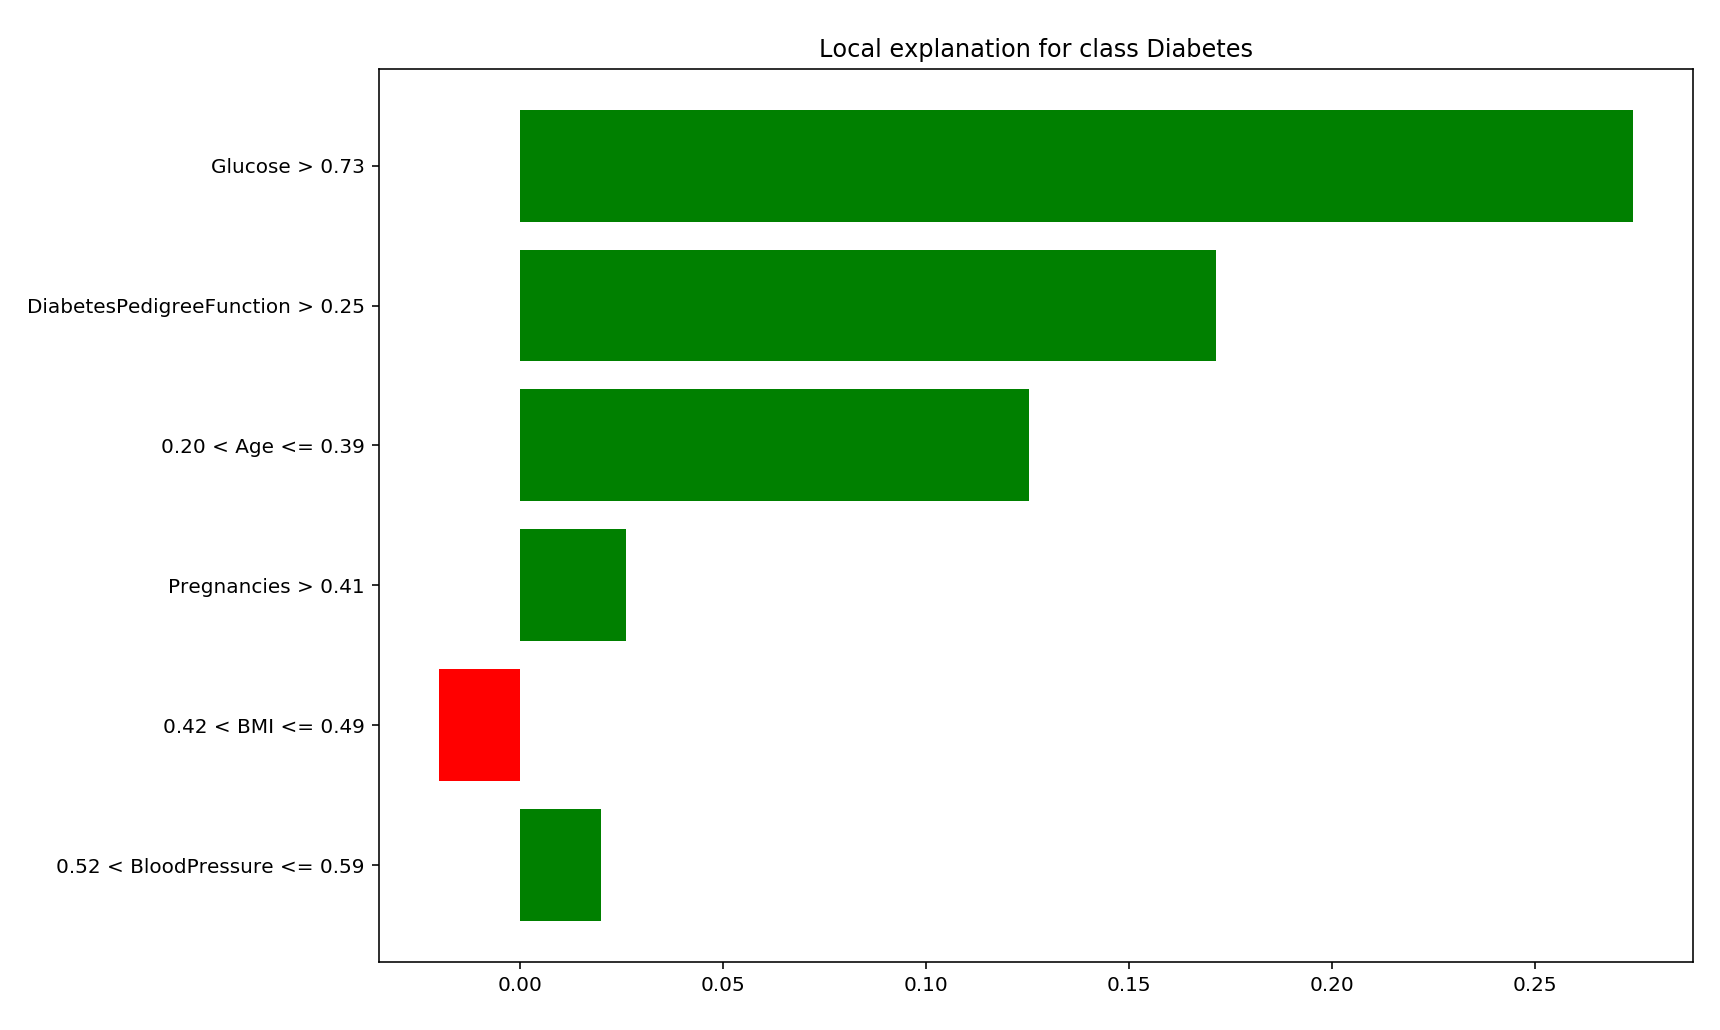 Local explanation for class Diabetes
Glucose > 0.73
DiabetesPedigreeFunction > 0.25
0.20 < Age <= 0.39
Pregnancies > 0.41
0.42 < BMI <= 0.49
0.52 < BloodPressure <= 0.59
0.00 0.05 0.10 0.15 0.20 0.25